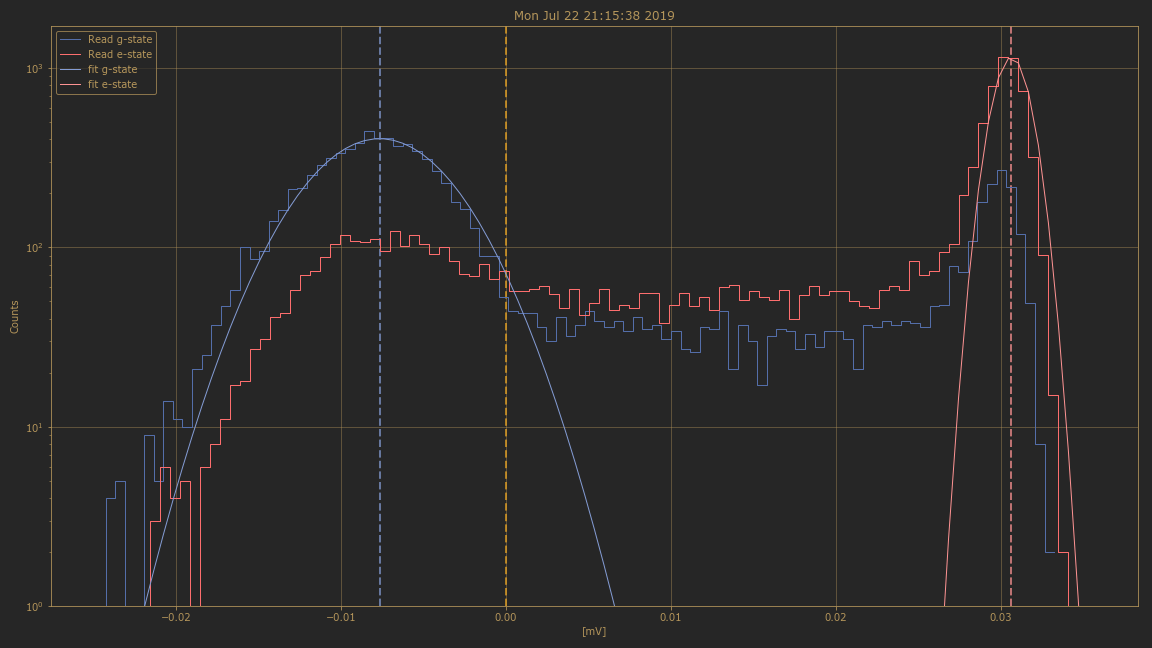 Mon Jul 22 21:15:38 2019
Read g-state
Read e-state
fit g-state
fit e-state
10³
10²
10¹
10⁰
Counts
−0.02 −0.01 0.00 0.01 0.02 0.03
[mV]